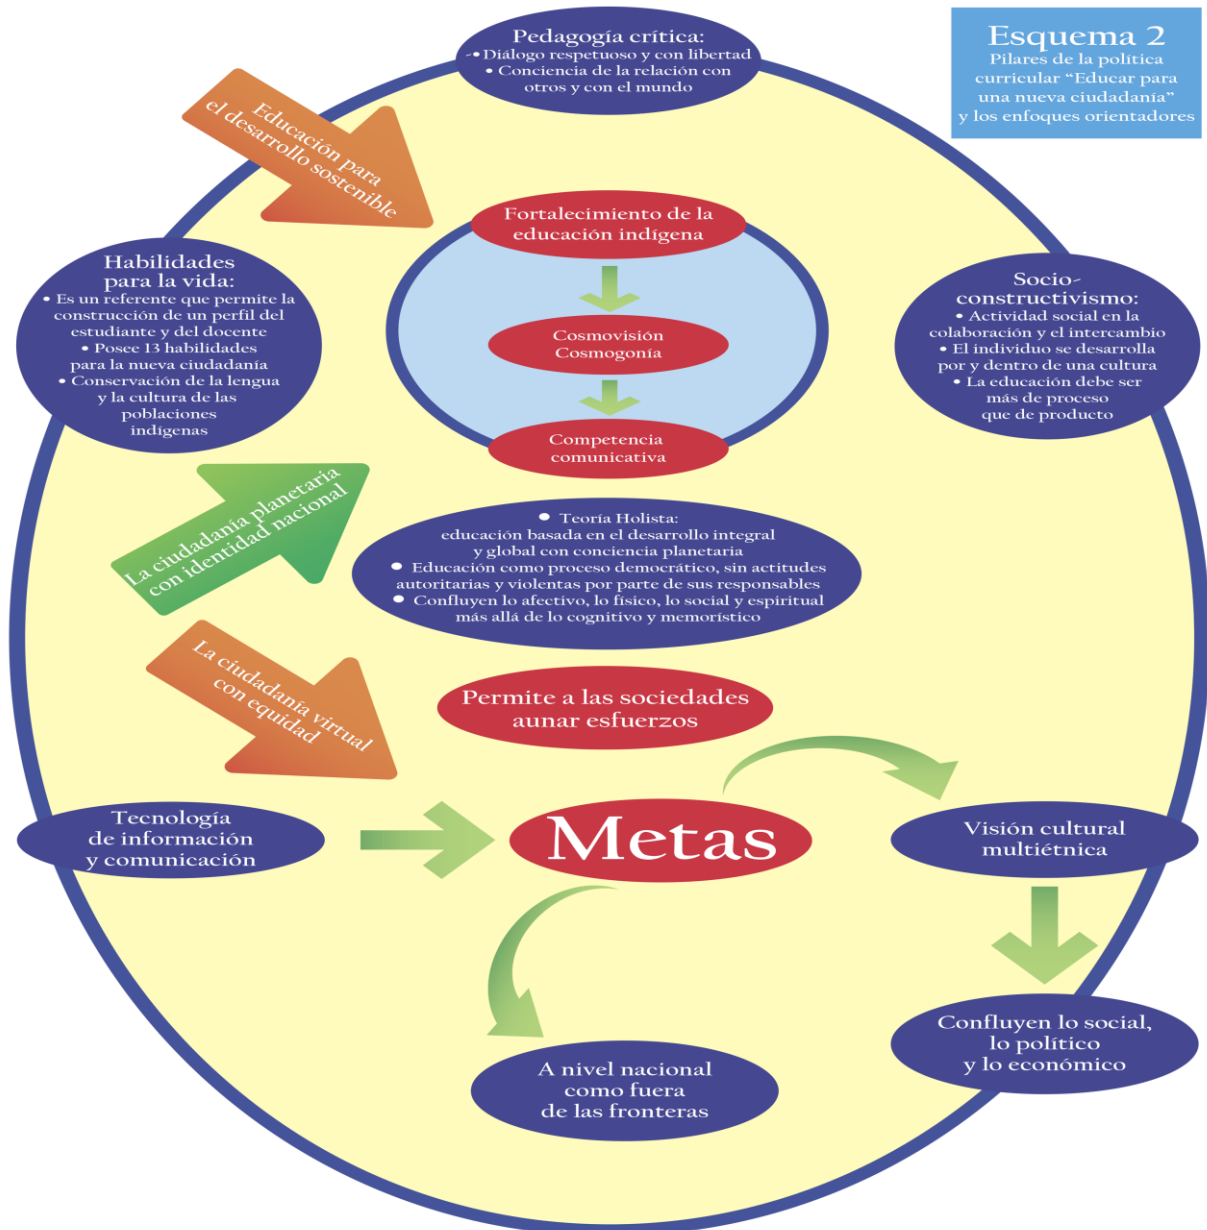 Esquema 2
Pilares de la política
curricular “Educar para
una nueva ciudadanía”
y los enfoques orientadores
Pedagogía crítica:
-• Diálogo respetuoso y con libertad
• Conciencia de la relación con
otros y con el mundo
Educación para
el desarrollo sostenible
Fortalecimiento de la
educación indígena
Cosmovisión
Cosmogonía
Competencia
comunicativa
Habilidades
para la vida:
• Es un referente que permite la
construcción de un perfil del
estudiante y del docente
• Posee 13 habilidades
para la nueva ciudadanía
• Conservación de la lengua
y la cultura de las
poblaciones
indígenas
Socio-
constructivismo:
• Actividad social en la
colaboración y el intercambio
• El individuo se desarrolla
por y dentro de una cultura
• La educación debe ser
más de proceso
que de producto
La ciudadanía planetaria
con identidad nacional
• Teoría Holista:
educación basada en el desarrollo integral
y global con conciencia planetaria
• Educación como proceso democrático, sin actitudes
autoritarias y violentas por parte de sus responsables
• Confluyen lo afectivo, lo físico, lo social y espiritual
más allá de lo cognitivo y memorístico
La ciudadanía virtual
con equidad
Permite a las sociedades
aunar esfuerzos
Tecnología
de información
y comunicación
Metas
Visión cultural
multiétnica
Confluyen lo social,
lo político
y lo económico
A nivel nacional
como fuera
de las fronteras